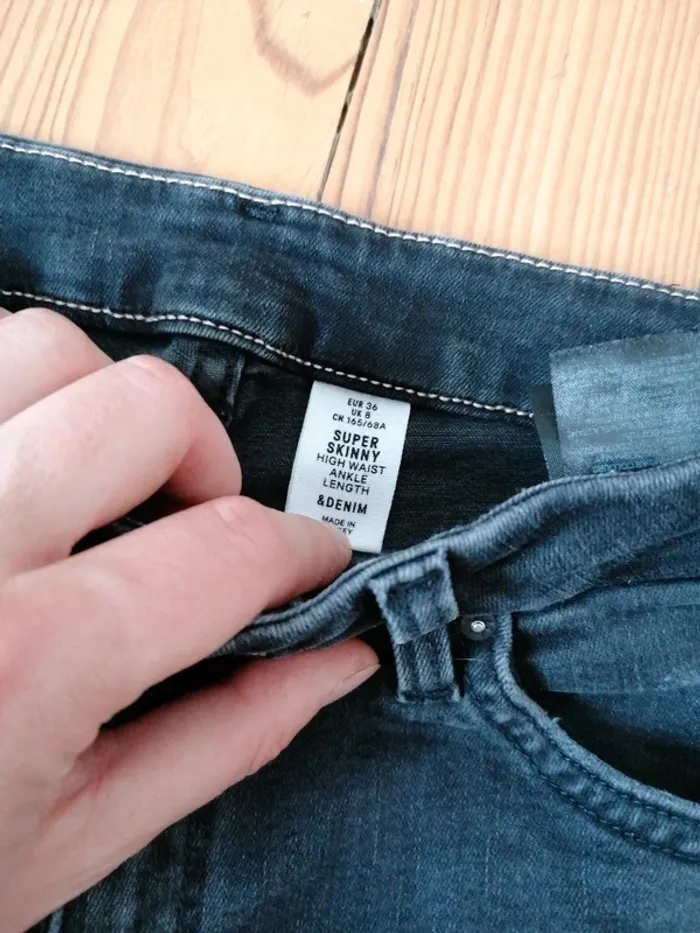 EUR 36
UK 8
CN 165/68A
SUPER
SKINNY
HIGH WAIST
ANKLE
LENGTH
&DENIM
MADE IN